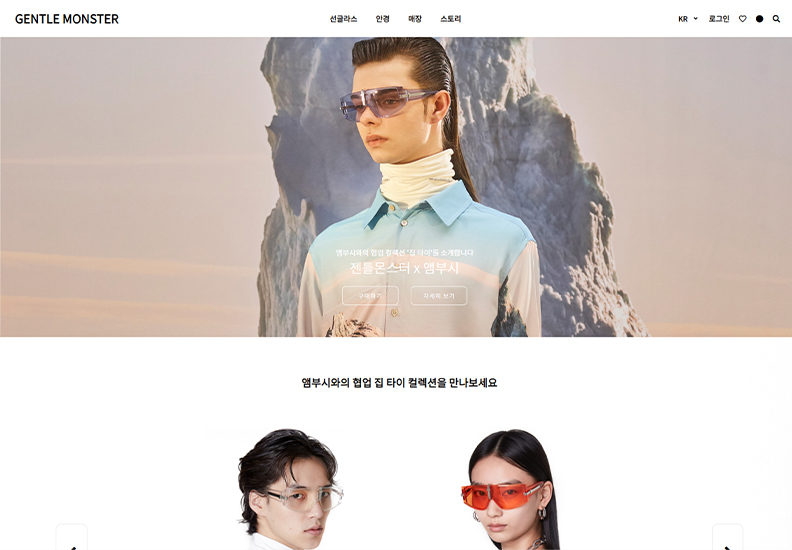 GENTLE MONSTER
선글라스 안경 매장 스토리
KR 로그인
앰부시와의 협업 컬렉션 '집 타이'를 소개합니다
젠틀몬스터 x 앰부시
구매하기 자세히 보기
앰부시와의 협업 집 타이 컬렉션을 만나보세요